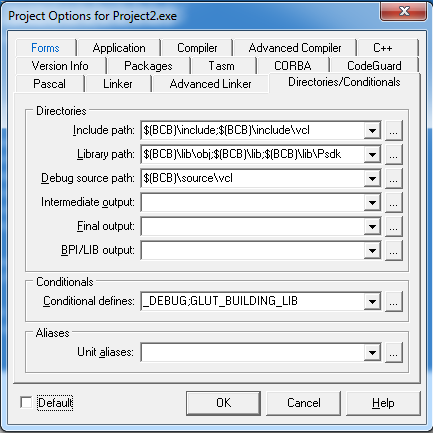 Project Options for Project2.exe
Forms Application Compiler Advanced Compiler C++
Version Info Packages Tasm CORBA CodeGuard
Pascal Linker Advanced Linker Directories/Conditionals
Directories
Include path: $(BCB)\include;$(BCB)\include\vcl ...
Library path: $(BCB)\lib\obj;$(BCB)\lib;$(BCB)\lib\Psdk ...
Debug source path: $(BCB)\source\vcl ...
Intermediate output: ...
Final output: ...
BPI/LIB output: ...
Conditionals
Conditional defines: _DEBUG;GLUT_BUILDING_LIB ...
Aliases
Unit aliases: ...
Default OK Cancel Help